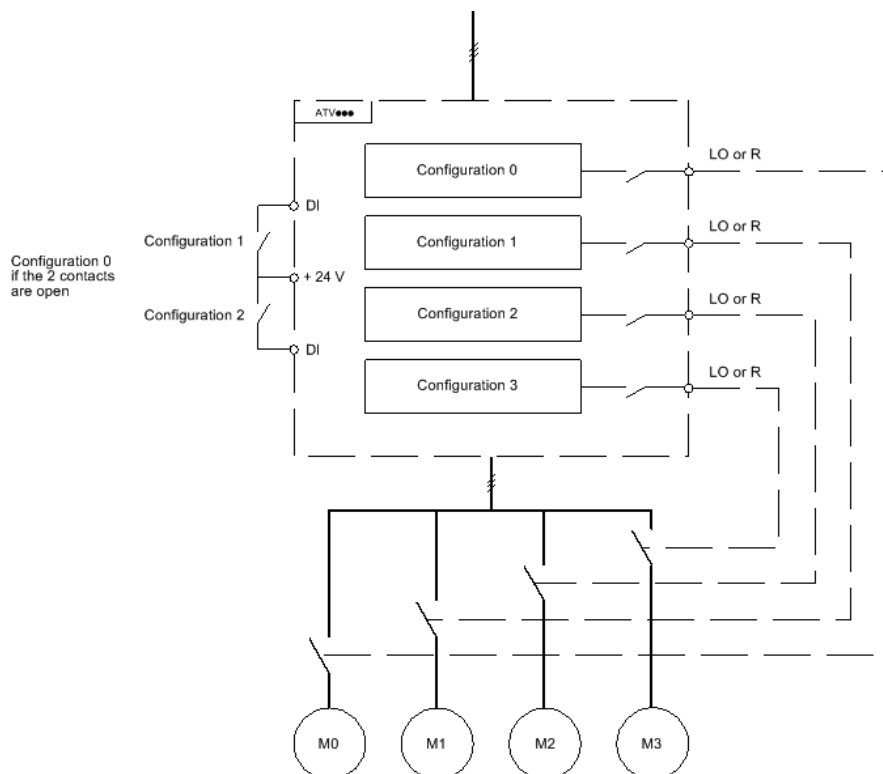 ATV●●●
Configuration 0
LO or R
DI
Configuration 1
Configuration 1
LO or R
Configuration 0
if the 2 contacts
are open
+ 24 V
Configuration 2
LO or R
Configuration 2
DI
Configuration 3
LO or R
M0
M1
M2
M3